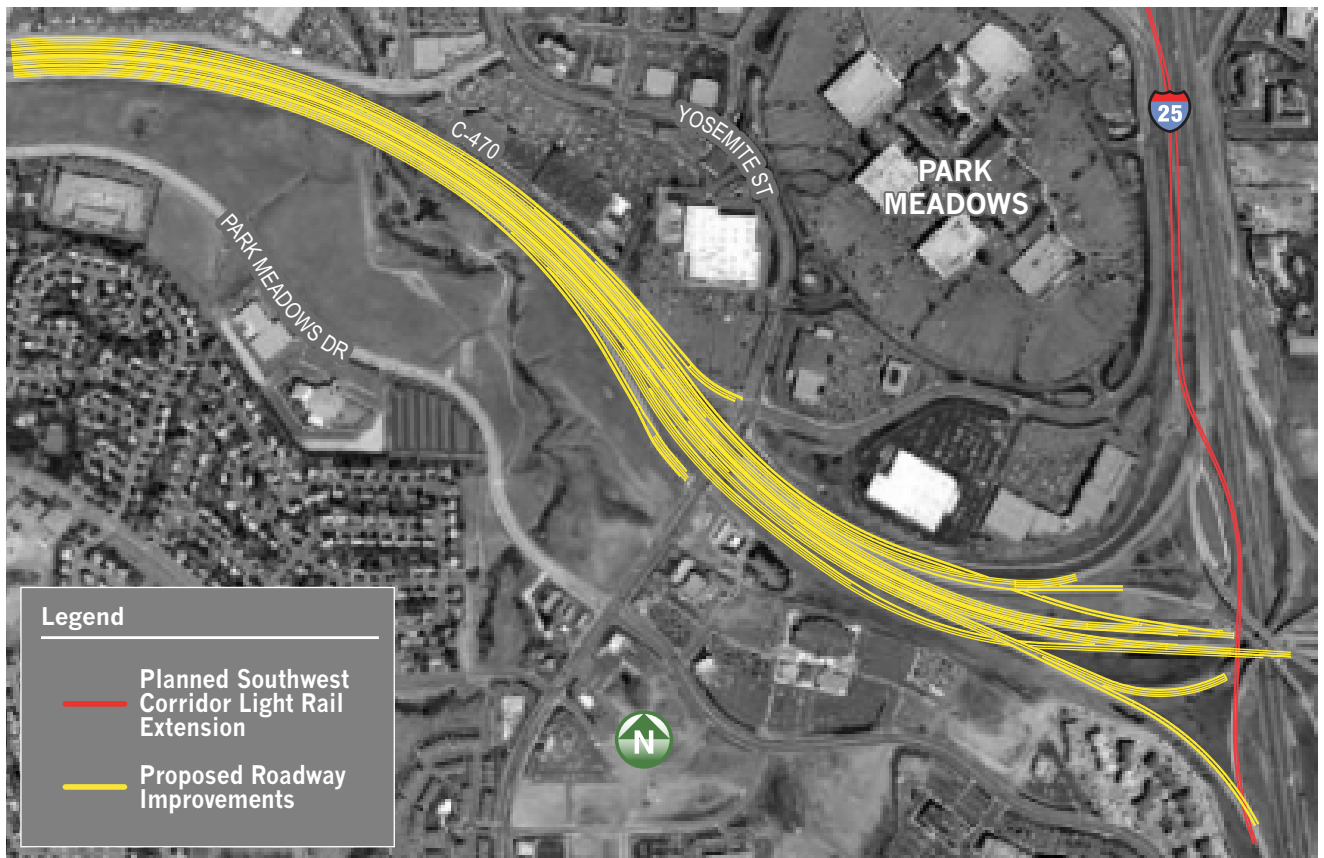 25
C-470
YOSEMITE ST
PARK
MEADOWS
PARK MEADOWS DR
Legend
Planned Southwest
Corridor Light Rail
Extension
Proposed Roadway
Improvements
N